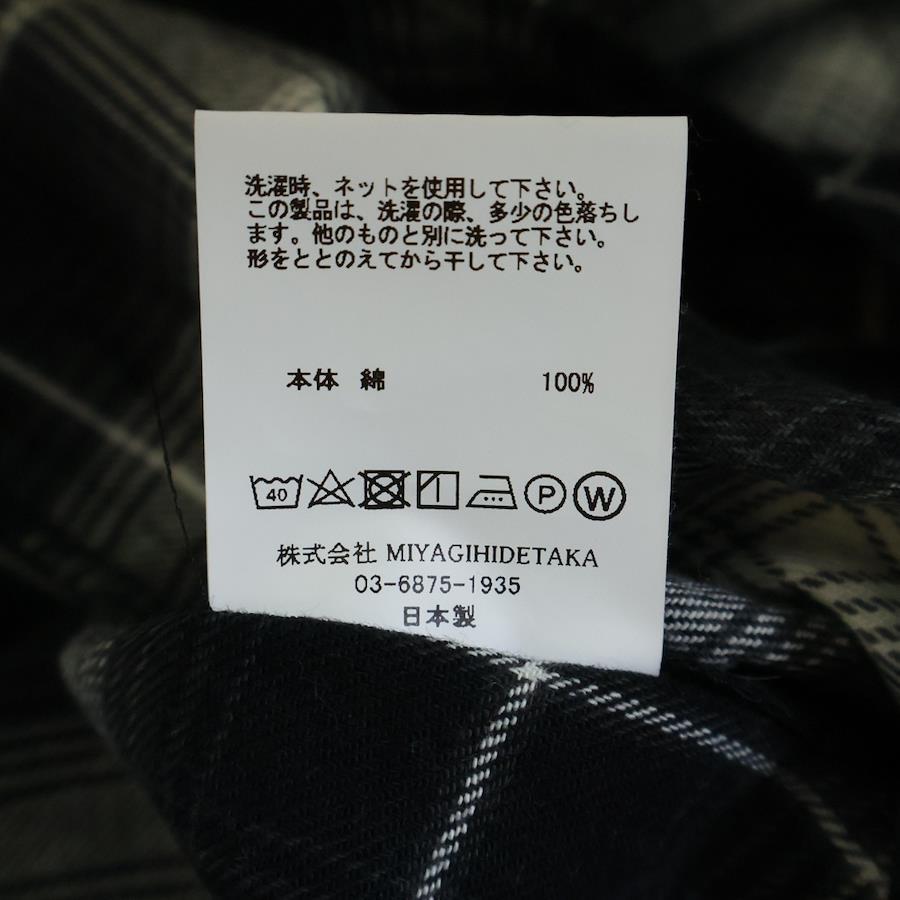 洗濯時、ネットを使用して下さい。
この製品は、洗濯の際、多少の色落ちし
ます。他のものと別に洗って下さい。
形をととのえてから干して下さい。
本体 綿 100%
40 P W
株式会社 MIYAGIHIDETAKA
03-6875-1935
日本製